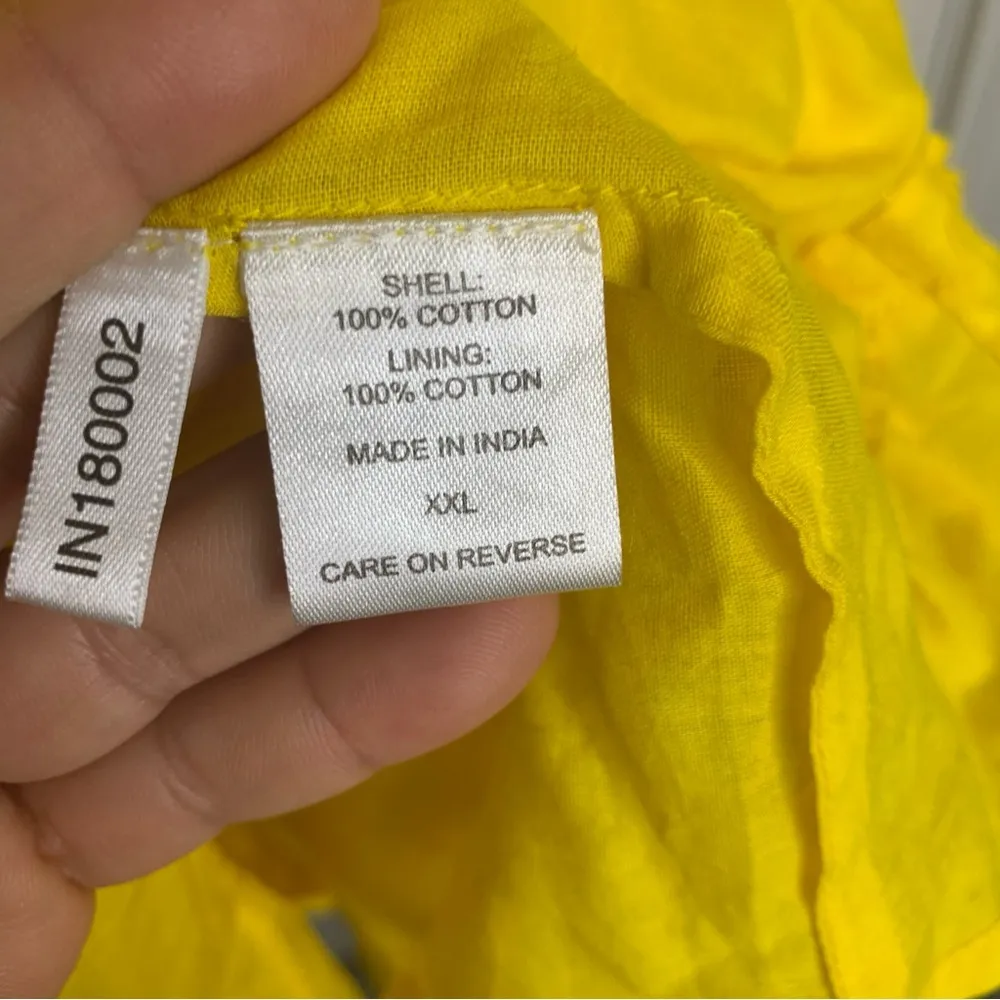 IN180002
SHELL:
100% COTTON
LINING:
100% COTTON
MADE IN INDIA
XXL
CARE ON REVERSE